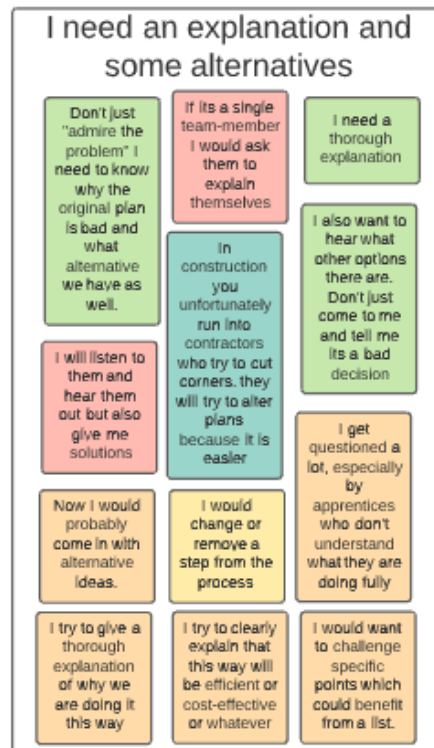 I need an explanation and
some alternatives
Don't just
"admire the
problem" I
need to know
why the
original plan
is bad and
what
alternative
we have as
well.
If its a single
team-member
I would ask
them to
explain
themselves
I need a
thorough
explanation
In
construction
you
unfortunately
run into
contractors
who try to cut
corners. they
will try to alter
plans
because it is
easier
I also want to
hear what
other options
there are.
Don't just
come to me
and tell me
its a bad
decision
I will listen to
them and
hear them
out but also
give me
solutions
I get
questioned a
lot, especially
by
apprentices
who don't
understand
what they are
doing fully
Now I would
probably
come in with
alternative
ideas.
I would
change or
remove a
step from the
process
I try to give a
thorough
explanation
of why we
are doing it
this way
I try to clearly
explain that
this way will
be efficient or
cost-effective
or whatever
I would want
to challenge
specific
points which
could benefit
from a list.